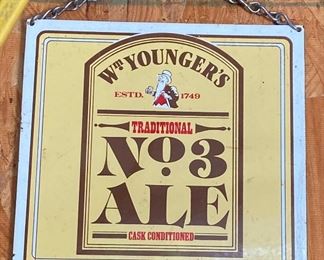 Wm YOUNGER'S
ESTD. 1749
TRADITIONAL
No.3
ALE
CASK CONDITIONED